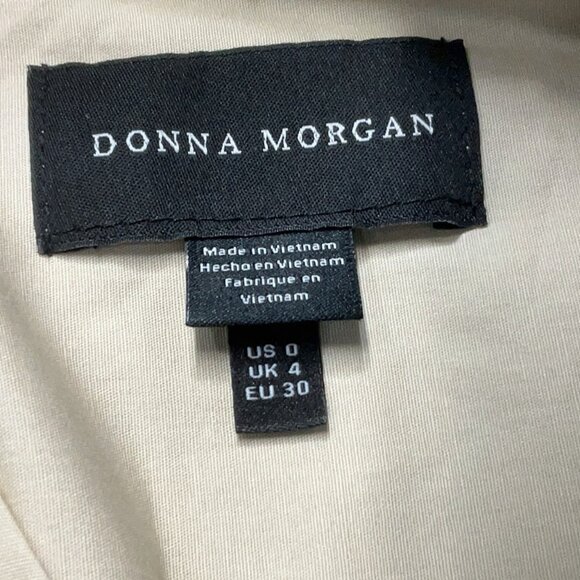 DONNA MORGAN
Made in Vietnam
Hecho en Vietnam
Fabrique en
Vietnam
US 0
UK 4
EU 30